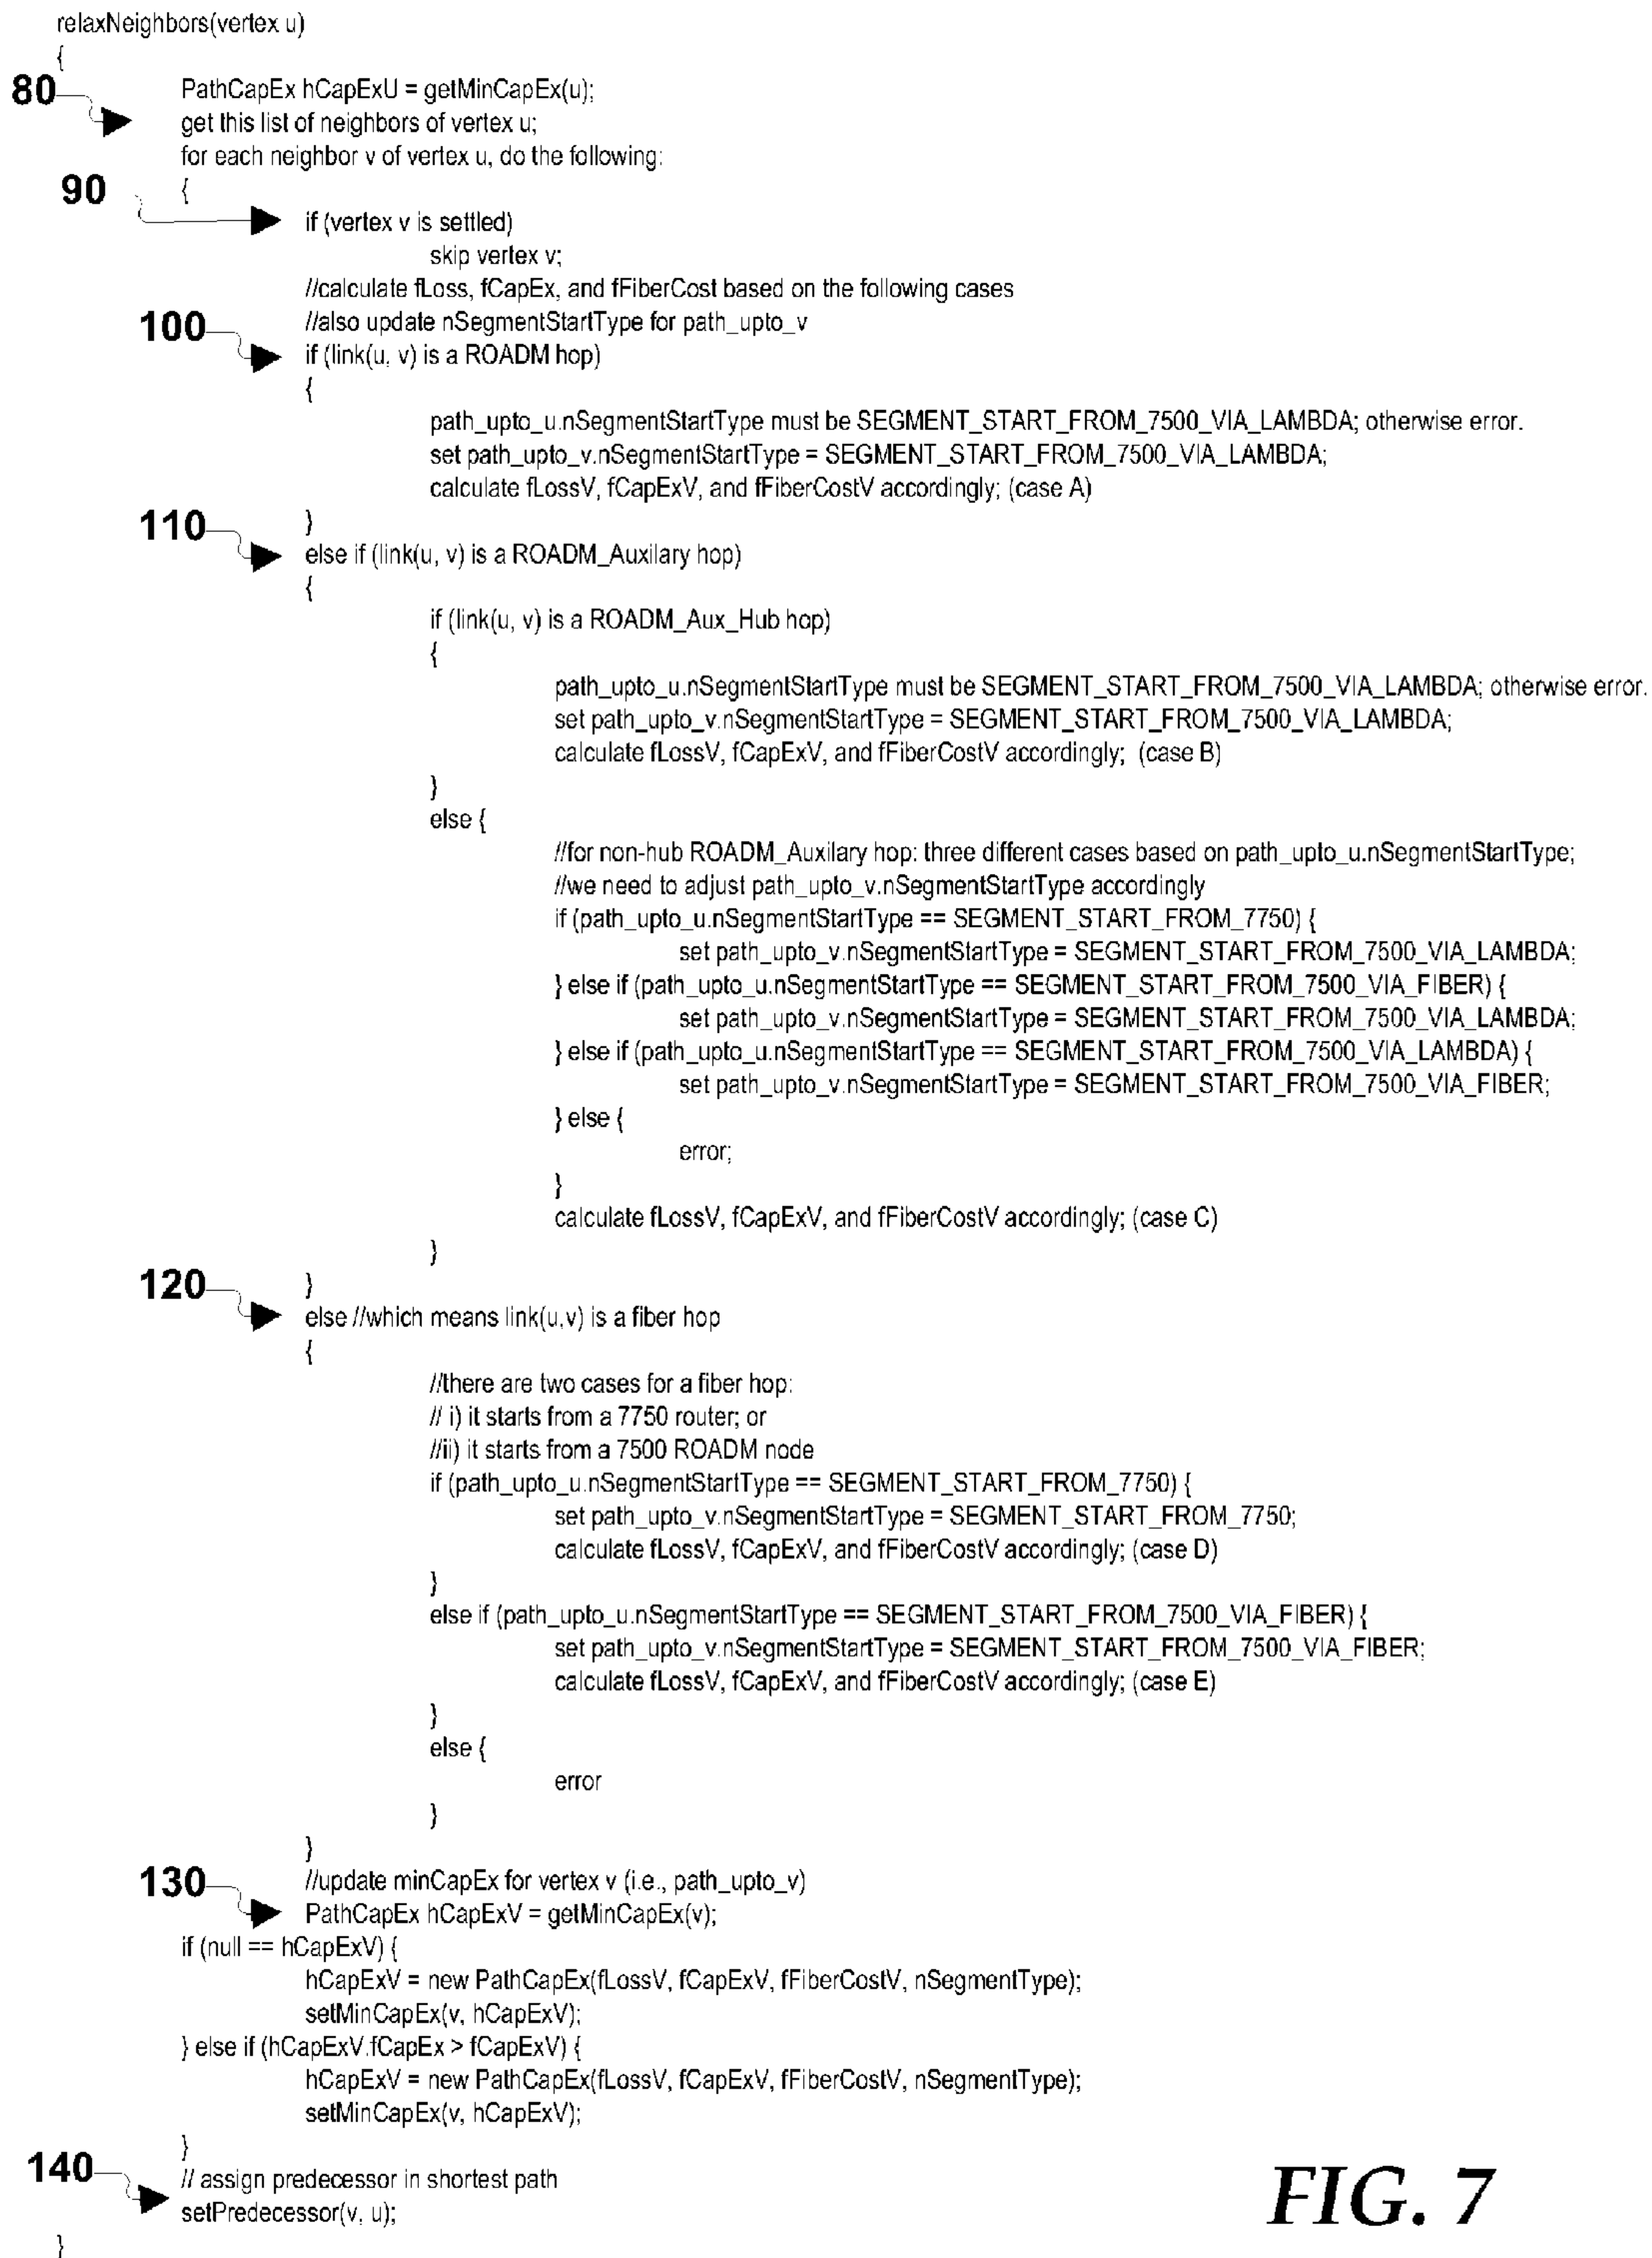 relaxNeighbors(vertex u)
{
80
PathCapEx hCapExU = getMinCapEx(u);
get this list of neighbors of vertex u;
for each neighbor v of vertex u, do the following:
90
{
if (vertex v is settled)
skip vertex v;
//calculate fLoss, fCapEx, and fFiberCost based on the following cases
100
//also update nSegmentStartType for path_upto_v
if (link(u, v) is a ROADM hop)
{
path_upto_u.nSegmentStartType must be SEGMENT_START_FROM_7500_VIA_LAMBDA; otherwise error.
set path_upto_v.nSegmentStartType = SEGMENT_START_FROM_7500_VIA_LAMBDA;
calculate fLossV, fCapExV, and fFiberCostV accordingly; (case A)
110
}
else if (link(u, v) is a ROADM_Auxilary hop)
{
if (link(u, v) is a ROADM_Aux_Hub hop)
{
path_upto_u.nSegmentStartType must be SEGMENT_START_FROM_7500_VIA_LAMBDA; otherwise error.
set path_upto_v.nSegmentStartType = SEGMENT_START_FROM_7500_VIA_LAMBDA;
calculate fLossV, fCapExV, and fFiberCostV accordingly; (case B)
}
else {
//for non-hub ROADM_Auxilary hop: three different cases based on path_upto_u.nSegmentStartType;
//we need to adjust path_upto_v.nSegmentStartType accordingly
if (path_upto_u.nSegmentStartType == SEGMENT_START_FROM_7750) {
set path_upto_v.nSegmentStartType = SEGMENT_START_FROM_7500_VIA_LAMBDA;
} else if (path_upto_u.nSegmentStartType == SEGMENT_START_FROM_7500_VIA_FIBER) {
set path_upto_v.nSegmentStartType = SEGMENT_START_FROM_7500_VIA_LAMBDA;
} else if (path_upto_u.nSegmentStartType == SEGMENT_START_FROM_7500_VIA_LAMBDA) {
set path_upto_v.nSegmentStartType = SEGMENT_START_FROM_7500_VIA_FIBER;
} else {
error;
}
calculate fLossV, fCapExV, and fFiberCostV accordingly; (case C)
}
120
}
else //which means link(u,v) is a fiber hop
{
//there are two cases for a fiber hop:
// i) it starts from a 7750 router; or
//ii) it starts from a 7500 ROADM node
if (path_upto_u.nSegmentStartType == SEGMENT_START_FROM_7750) {
set path_upto_v.nSegmentStartType = SEGMENT_START_FROM_7750;
calculate fLossV, fCapExV, and fFiberCostV accordingly; (case D)
}
else if (path_upto_u.nSegmentStartType == SEGMENT_START_FROM_7500_VIA_FIBER) {
set path_upto_v.nSegmentStartType = SEGMENT_START_FROM_7500_VIA_FIBER;
calculate fLossV, fCapExV, and fFiberCostV accordingly; (case E)
}
else {
error
}
}
130
//update minCapEx for vertex v (i.e., path_upto_v)
PathCapEx hCapExV = getMinCapEx(v);
if (null == hCapExV) {
hCapExV = new PathCapEx(fLossV, fCapExV, fFiberCostV, nSegmentType);
setMinCapEx(v, hCapExV);
} else if (hCapExV.fCapEx > fCapExV) {
hCapExV = new PathCapEx(fLossV, fCapExV, fFiberCostV, nSegmentType);
setMinCapEx(v, hCapExV);
}
140
// assign predecessor in shortest path
setPredecessor(v, u);
}
FIG. 7